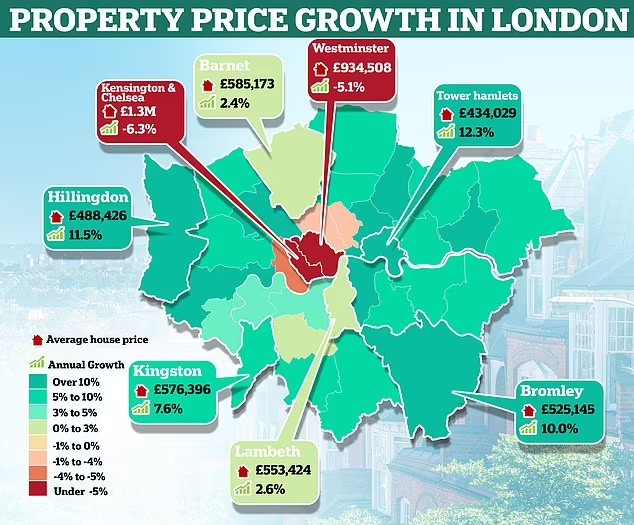 PROPERTY PRICE GROWTH IN LONDON
Westminster
£934,508
-5.1%
Barnet
£585,173
2.4%
Kensington &
Chelsea
£1.3M
-6.3%
Tower hamlets
£434,029
12.3%
Hillingdon
£488,426
11.5%
Average house price
Annual Growth
Over 10%
5% to 10%
3% to 5%
0% to 3%
-1% to 0%
-1% to -4%
-4% to -5%
Under -5%
Kingston
£576,396
7.6%
Bromley
£525,145
10.0%
Lambeth
£553,424
2.6%